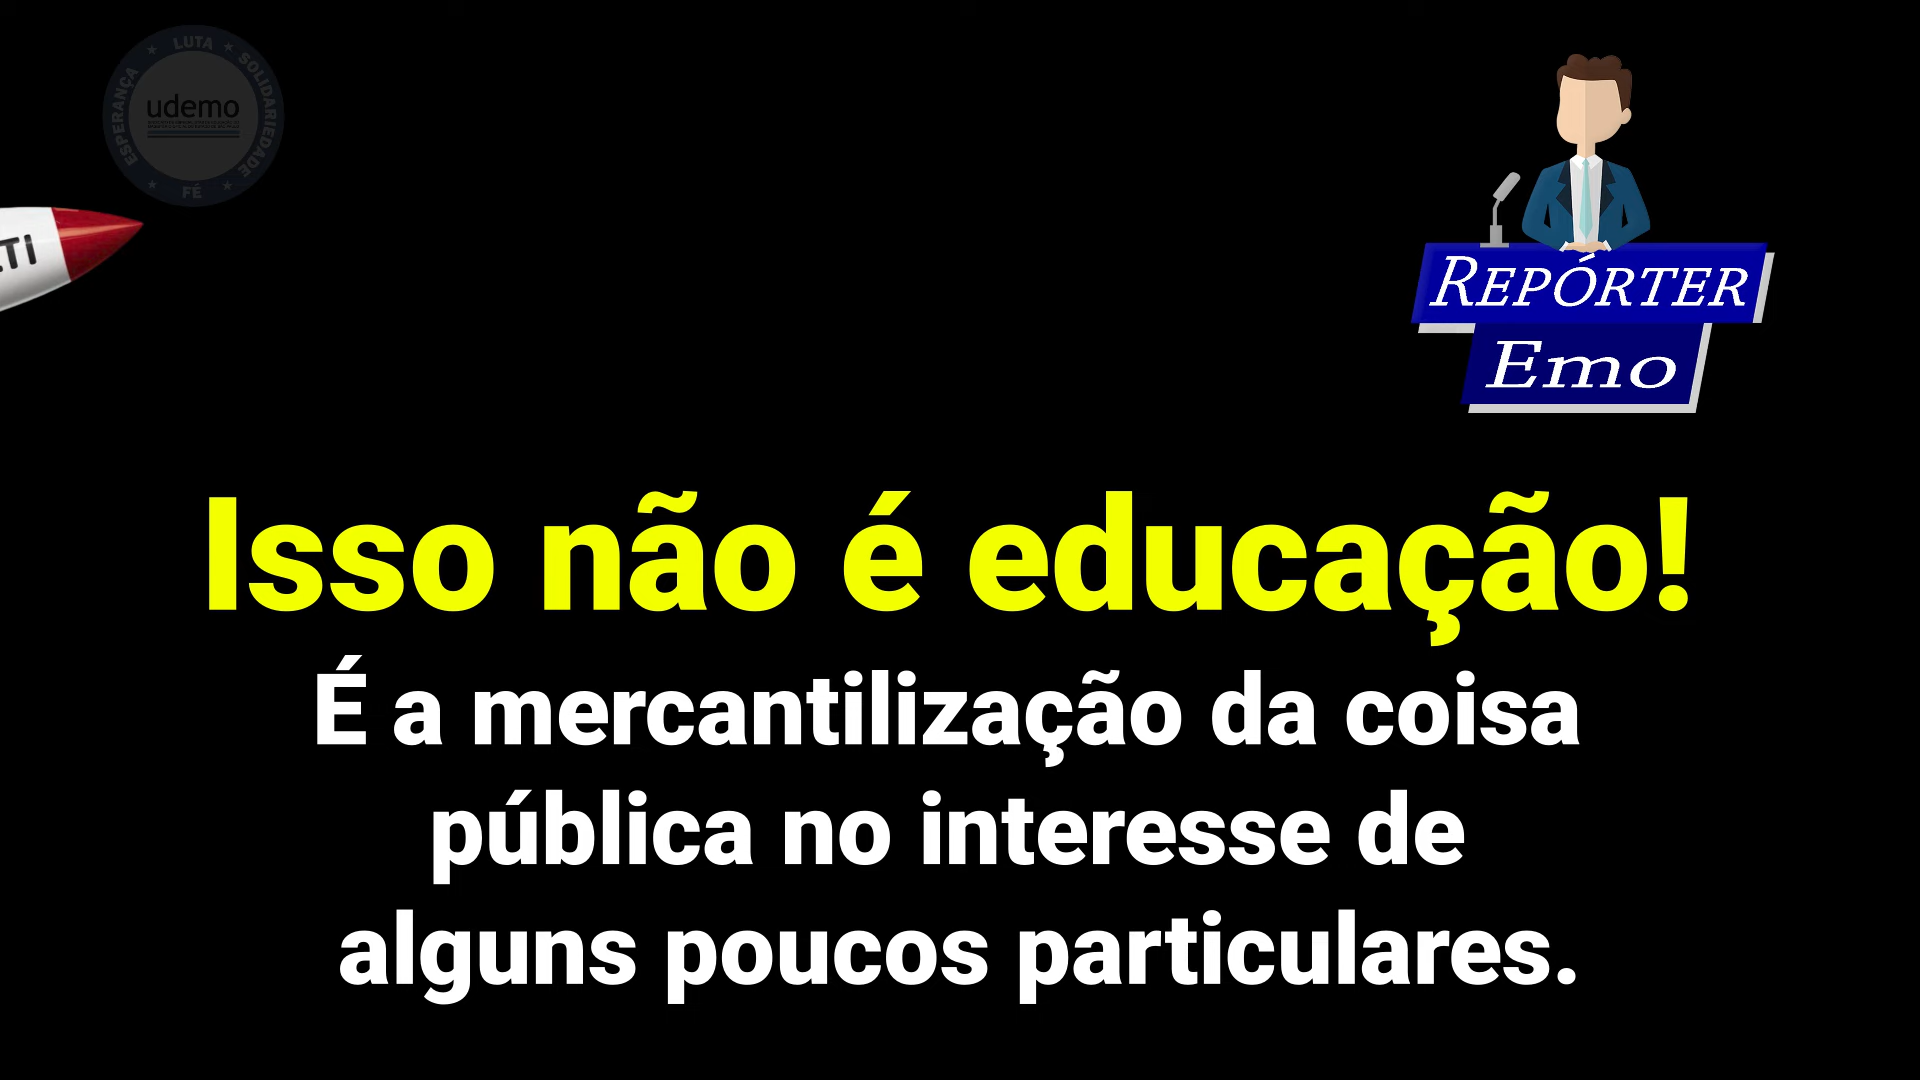 ESPERANÇA ★ LUTA ★ SOLIDARIEDADE ★ FÉ ★
udemo
LTI
REPÓRTER
Emo
Isso não é educação!
É a mercantilização da coisa
pública no interesse de
alguns poucos particulares.